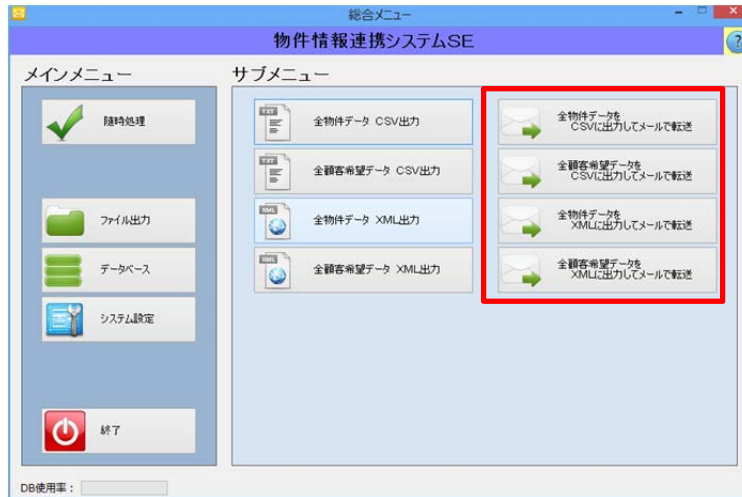 総合メニュー
物件情報連携システムSE
?
メインメニュー
サブメニュー
随時処理
ファイル出力
データベース
システム設定
終了
TXT
全物件データ CSV出力
TXT
全顧客希望データ CSV出力
XML
全物件データ XML出力
XML
全顧客希望データ XML出力
全物件データを
CSVに出力してメールで転送
全顧客希望データを
CSVに出力してメールで転送
全物件データを
XMLに出力してメールで転送
全顧客希望データを
XMLに出力してメールで転送
DB使用率：